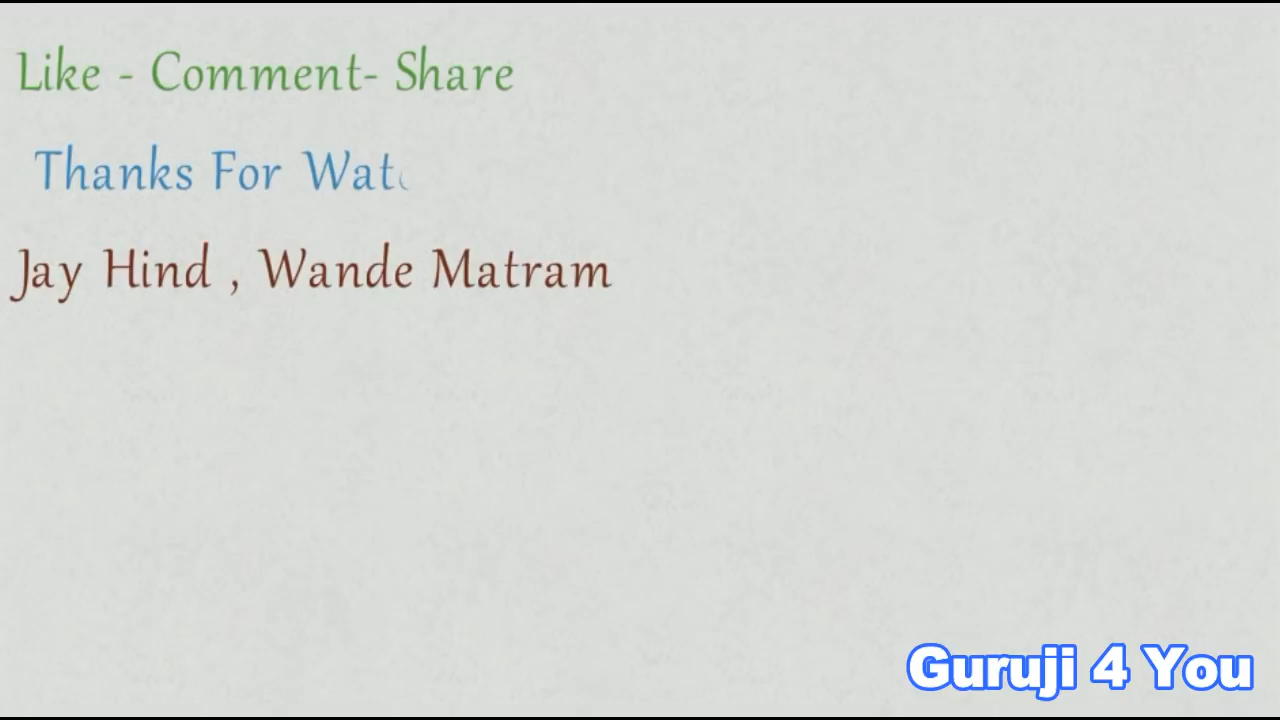 Like - Comment- Share
Thanks For
Jay Hind , Wande Matram
Guruji 4 You